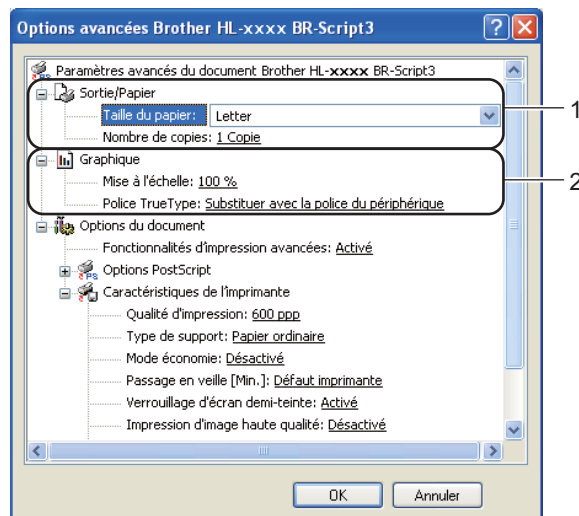 Options avancées Brother HL-xxxx BR-Script3
Paramètres avancés du document Brother HL-xxxx BR-Script3
Sortie/Papier
Taille du papier: Letter
1
Nombre de copies: 1 Copie
Graphique
Mise à l'échelle: 100 %
2
Police TrueType: Substituer avec la police du périphérique
Options du document
Fonctionnalités d'impression avancées: Activé
Options PostScript
Caractéristiques de l'imprimante
Qualité d'impression: 600 ppp
Type de support: Papier ordinaire
Mode économie: Désactivé
Passage en veille [Min.]: Défaut imprimante
Verrouillage d'écran demi-teinte: Activé
Impression d'image haute qualité: Désactivé
OK Annuler